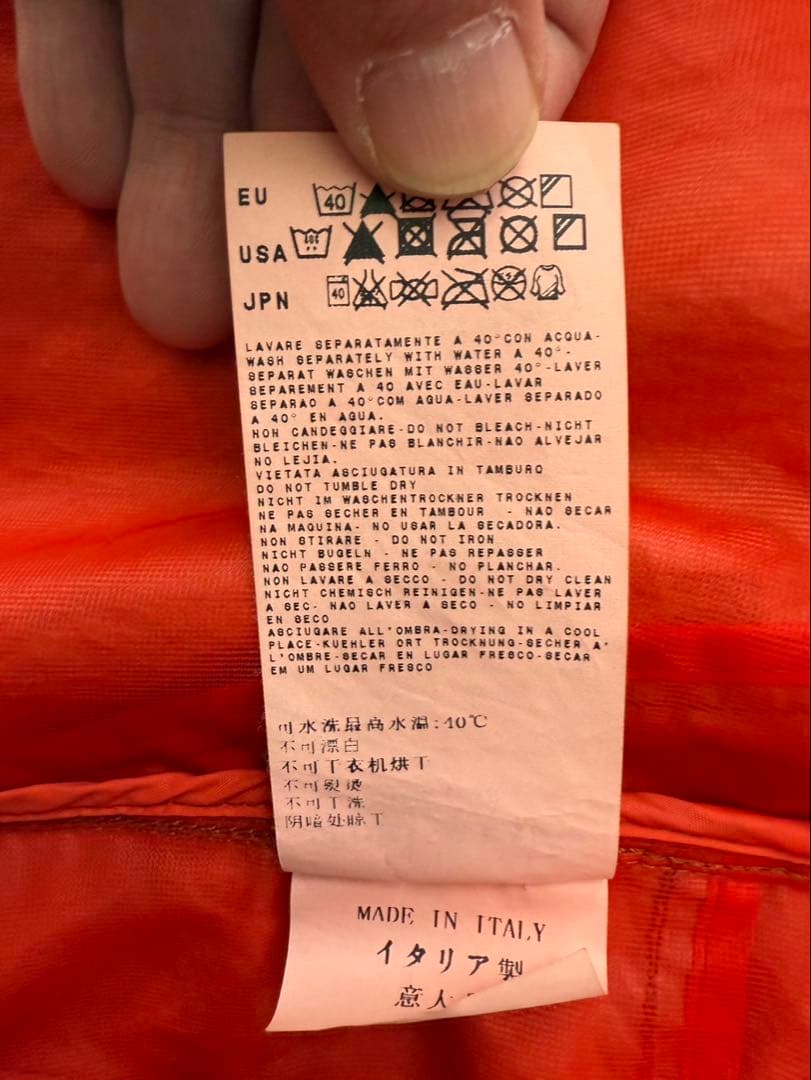 EU 40
USA
JPN 40
LAVARE SEPARATAMENTE A 40°CON ACQUA-
WASH SEPARATELY WITH WATER A 40°-
SEPARAT WASCHEN MIT WASSER 40°-LAVER
SEPAREMENT A 40 AVEC EAU-LAVAR
SEPARAO A 40°COM AGUA-LAVER SEPARADO
A 40° EN AGUA.
NON CANDEGGIARE-DO NOT BLEACH-NICHT
BLEICHEN-NE PAS BLANCHIR-NAO ALVEJAR
NO LEJIA.
VIETATA ASCIUGATURA IN TAMBURO
DO NOT TUMBLE DRY
NICHT IM WASCHENTROCKNER TROCKNEN
NE PAS SECHER EN TAMBOUR - NAO SECAR
NA MAQUINA- NO USAR LA SECADORA.
NON STIRARE - DO NOT IRON
NICHT BUGELN - NE PAS REPASSER
NAO PASSERE FERRO - NO PLANCHAR.
NON LAVARE A SECCO - DO NOT DRY CLEAN
NICHT CHEMISCH REINIGEN-NE PAS LAVER
A SEC- NAO LAVER A SECO - NO LIMPIAR
EN SECO
ASCIUGARE ALL'OMBRA-DRYING IN A COOL
PLACE-KUEHLER ORT TROCKNUNG-SECHER A'
L'OMBRE-SECAR EN LUGAR FRESCO-SECAR
EM UM LUGAR FRESCO
可水洗最高水温:40℃
不可漂白
不可干衣机烘干
不可熨烫
不可干洗
阴暗处晾干
MADE IN ITALY
イタリア製
意大